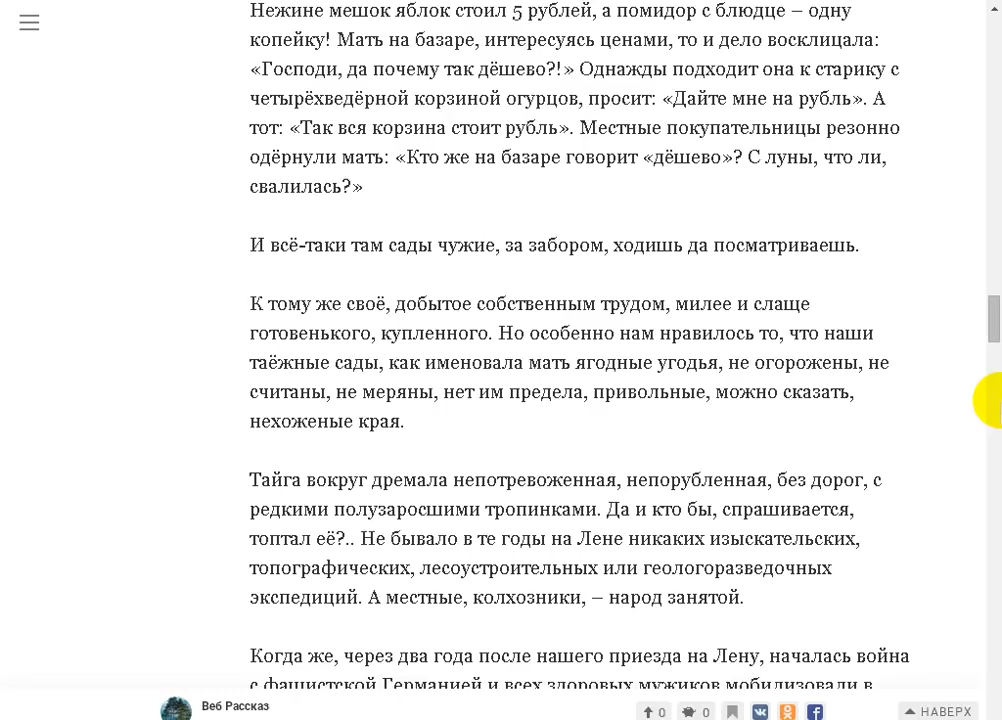 Нежине мешок яблок стоил 5 рублей, а помидор с блюдце – одну
копейку! Мать на базаре, интересуясь ценами, то и дело восклицала:
«Господи, да почему так дёшево?!» Однажды подходит она к старику с
четырёхведёрной корзиной огурцов, просит: «Дайте мне на рубль». А
тот: «Так вся корзина стоит рубль». Местные покупательницы резонно
одёрнули мать: «Кто же на базаре говорит «дёшево»? С луны, что ли,
свалилась?»
И всё-таки там сады чужие, за забором, ходишь да посматриваешь.
К тому же своё, добытое собственным трудом, милее и слаще
готовенького, купленного. Но особенно нам нравилось то, что наши
таёжные сады, как именовала мать ягодные угодья, не огорожены, не
считаны, не меряны, нет им предела, привольные, можно сказать,
нехоженые края.
Тайга вокруг дремала непотревоженная, непорубленная, без дорог, с
редкими полузаросшими тропинками. Да и кто бы, спрашивается,
топтал её?.. Не бывало в те годы на Лене никаких изыскательских,
топографических, лесоустроительных или геологоразведочных
экспедиций. А местные, колхозники, – народ занятой.
Когда же, через два года после нашего приезда на Лену, началась война
с фашистской Германией и всех здоровых мужиков мобилизовали в
Веб Рассказ
0
0
НАВЕРХ